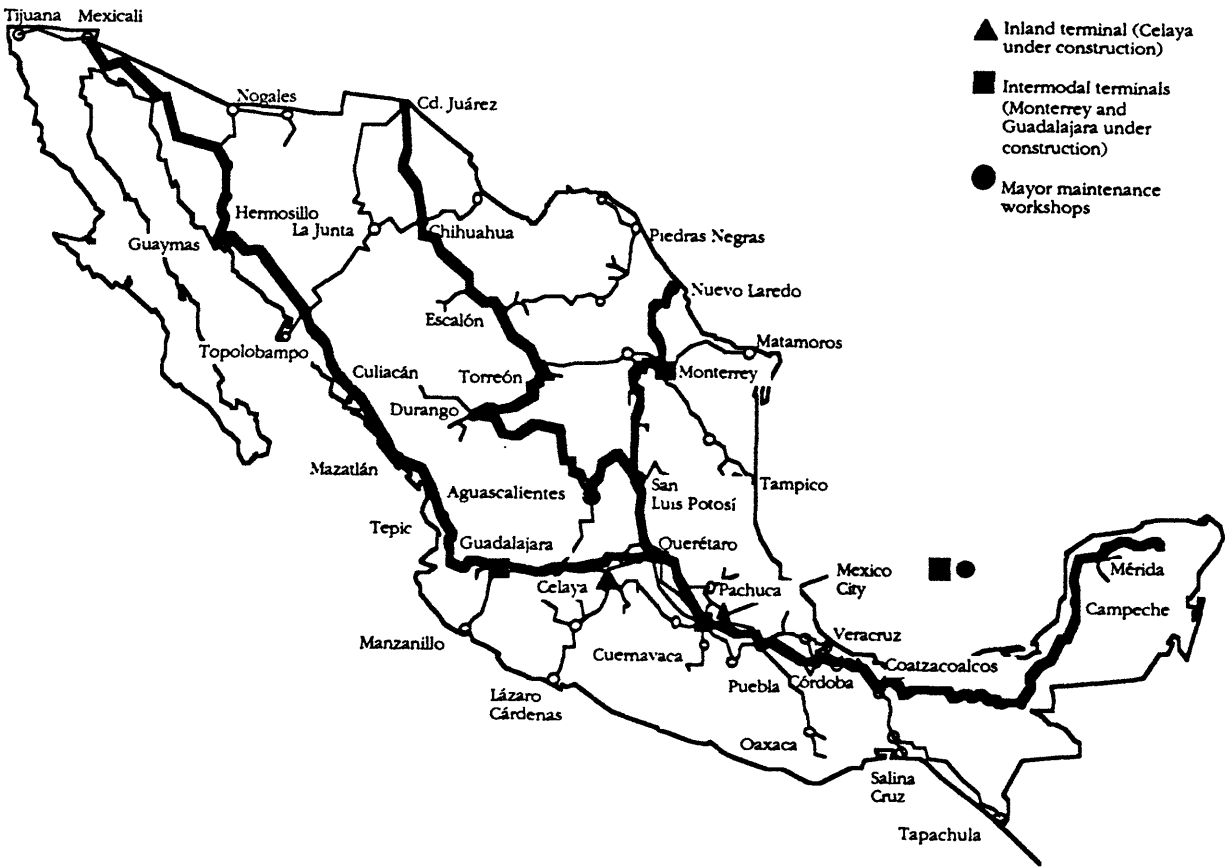 Tijuana
Mexicali
Inland terminal (Celaya
under construction)
Nogales
Cd. Juárez
Intermodal terminals
(Monterrey and
Guadalajara under
construction)
Mayor maintenance
workshops
Hermosillo
La Junta
Chihuahua
Guaymas
Piedras Negras
Nuevo Laredo
Escalón
Matamoros
Topolobampo
Culiacán
Torreón
Monterrey
Durango
Mazatlán
Aguascalientes
San
Luis Potosí
Tampico
Tepic
Guadalajara
Querétaro
Celaya
Pachuca
Mexico
City
Mérida
Campeche
Manzanillo
Cuernavaca
Veracruz
Coatzacoalcos
Puebla
Córdoba
Lázaro
Cárdenas
Oaxaca
Salina
Cruz
Tapachula